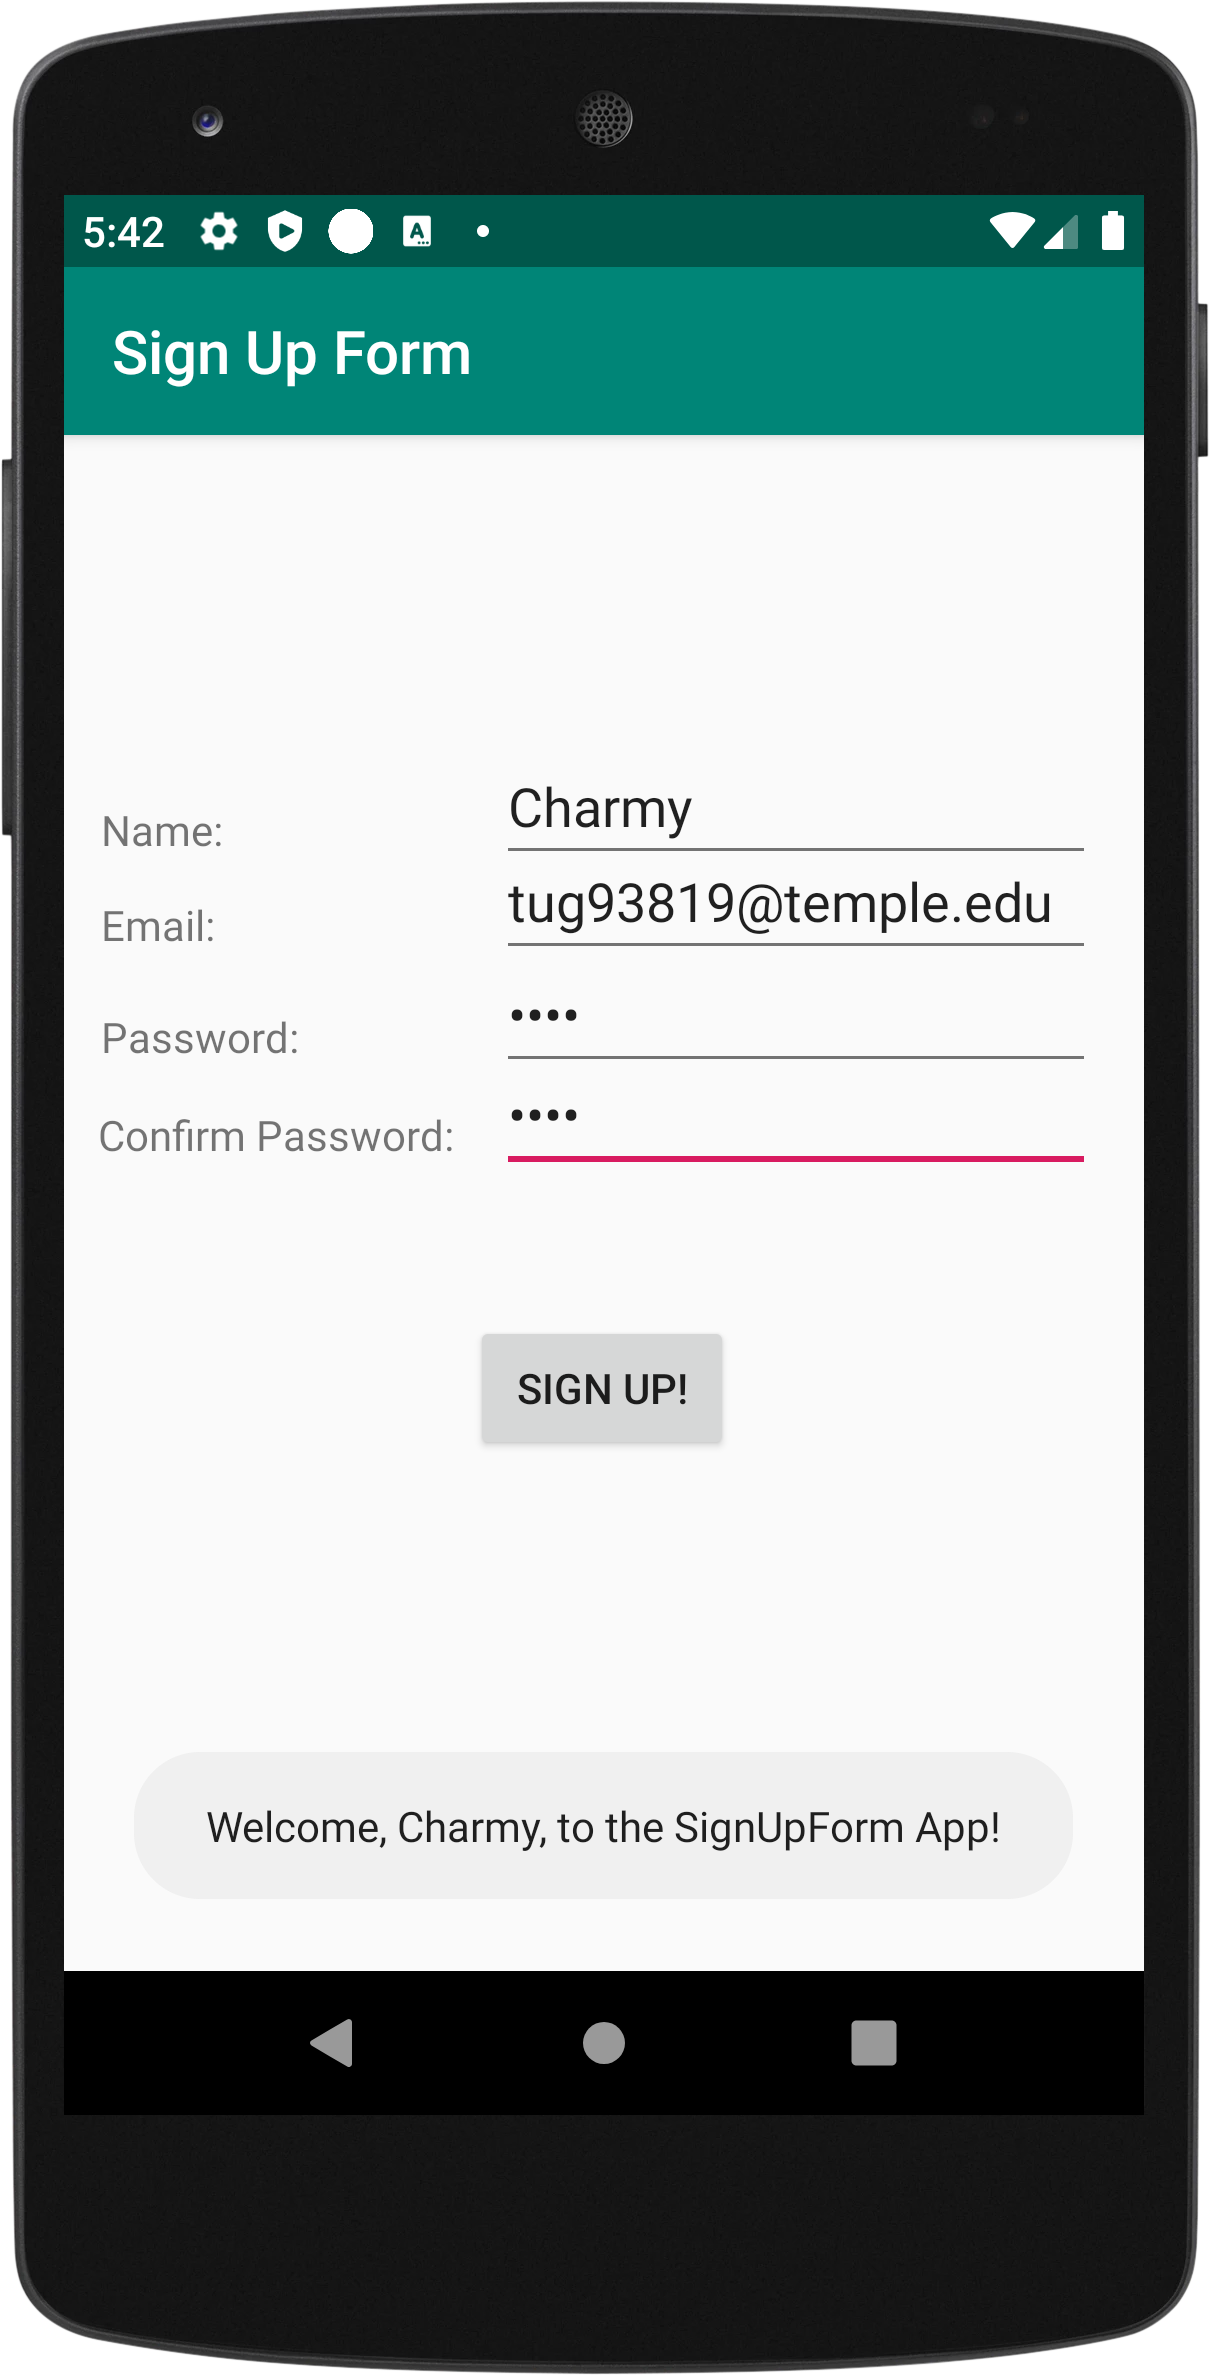 5:42
Sign Up Form
Name:
Charmy
Email:
tug93819@temple.edu
Password:
••••
Confirm Password:
••••
SIGN UP!
Welcome, Charmy, to the SignUpForm App!